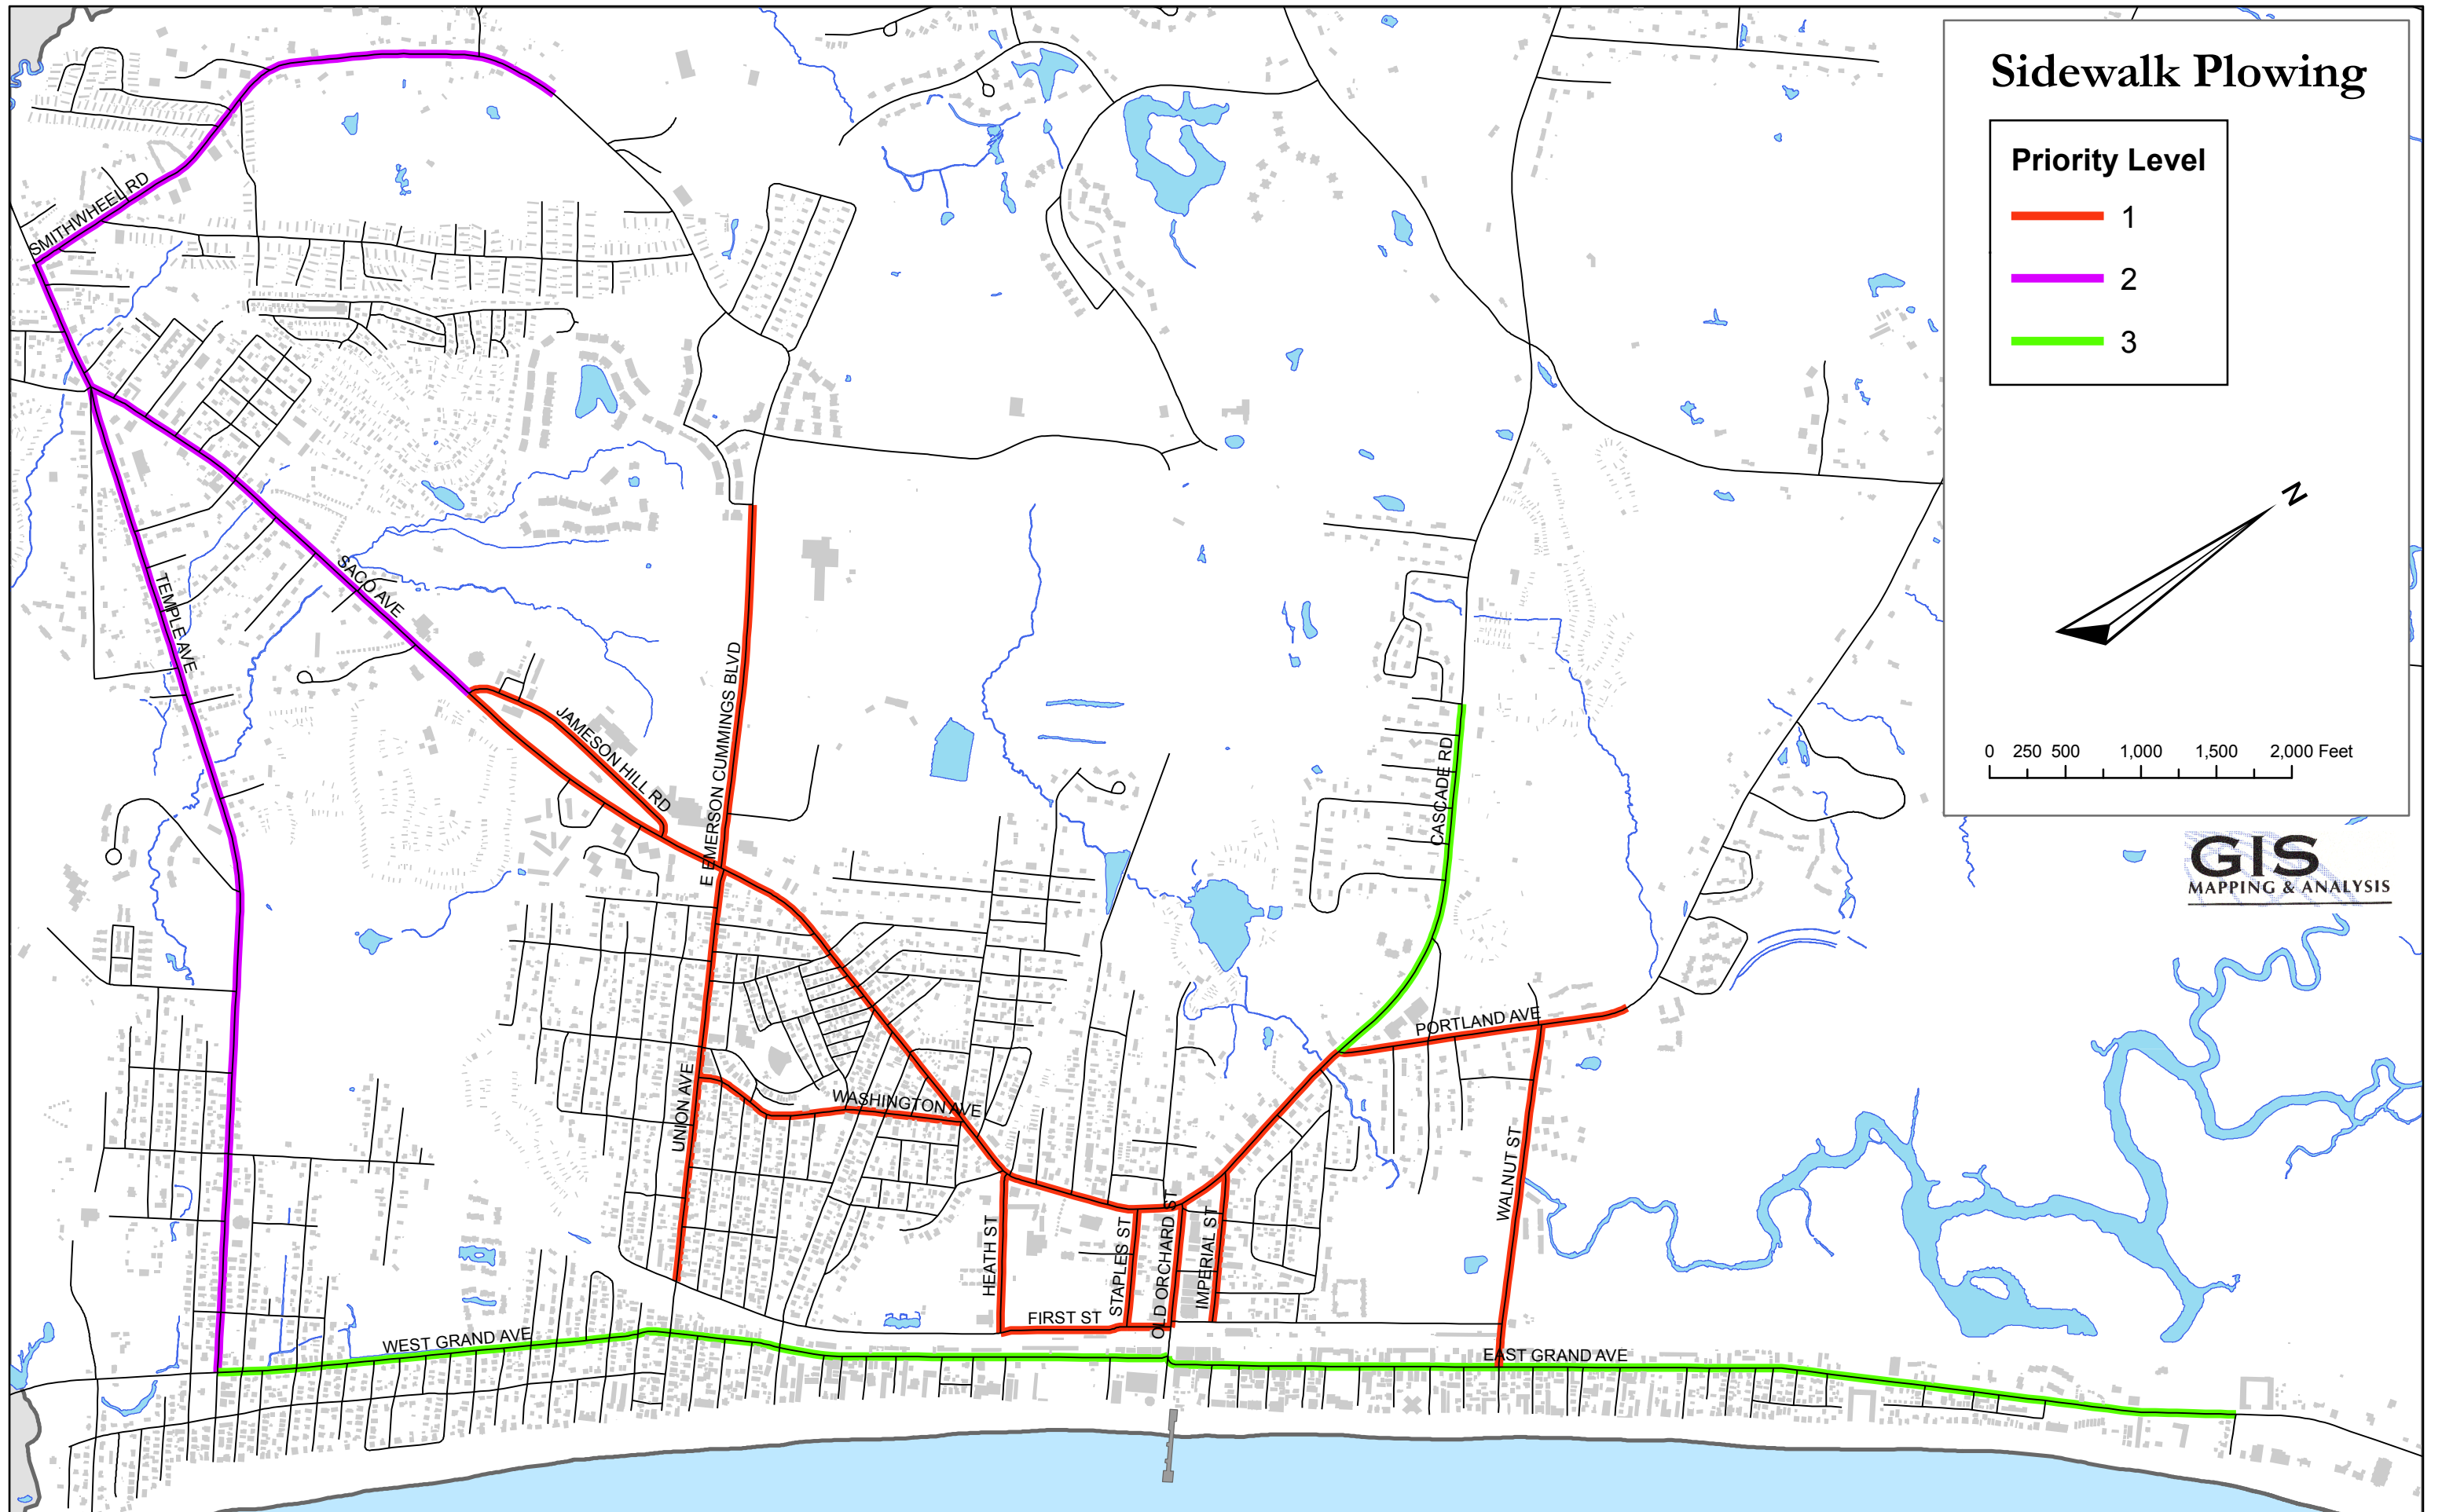 Sidewalk Plowing
Priority Level
1
2
3
N
0 250 500 1,000 1,500 2,000 Feet
GIS
MAPPING & ANALYSIS
SMITHWHEEL RD
SACO AVE
TEMPLE AVE
JAMESON HILL RD
E EMERSON CUMMINGS BLVD
CASCADE RD
PORTLAND AVE
WASHINGTON AVE
UNION AVE
WALNUT ST
HEATH ST
STAPLES ST
OLD ORCHARD ST
IMPERIAL ST
FIRST ST
WEST GRAND AVE
EAST GRAND AVE